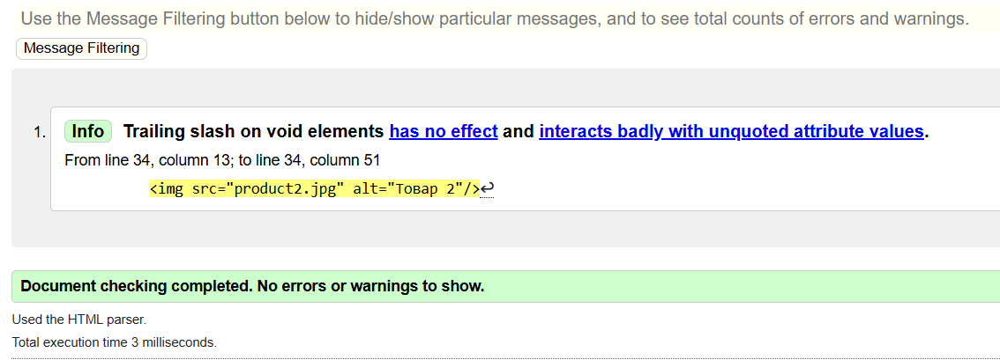 Use the Message Filtering button below to hide/show particular messages, and to see total counts of errors and warnings.
Message Filtering
1. Info Trailing slash on void elements has no effect and interacts badly with unquoted attribute values.
From line 34, column 13; to line 34, column 51
<img src="product2.jpg" alt="Товар 2"/>↩
Document checking completed. No errors or warnings to show.
Used the HTML parser.
Total execution time 3 milliseconds.